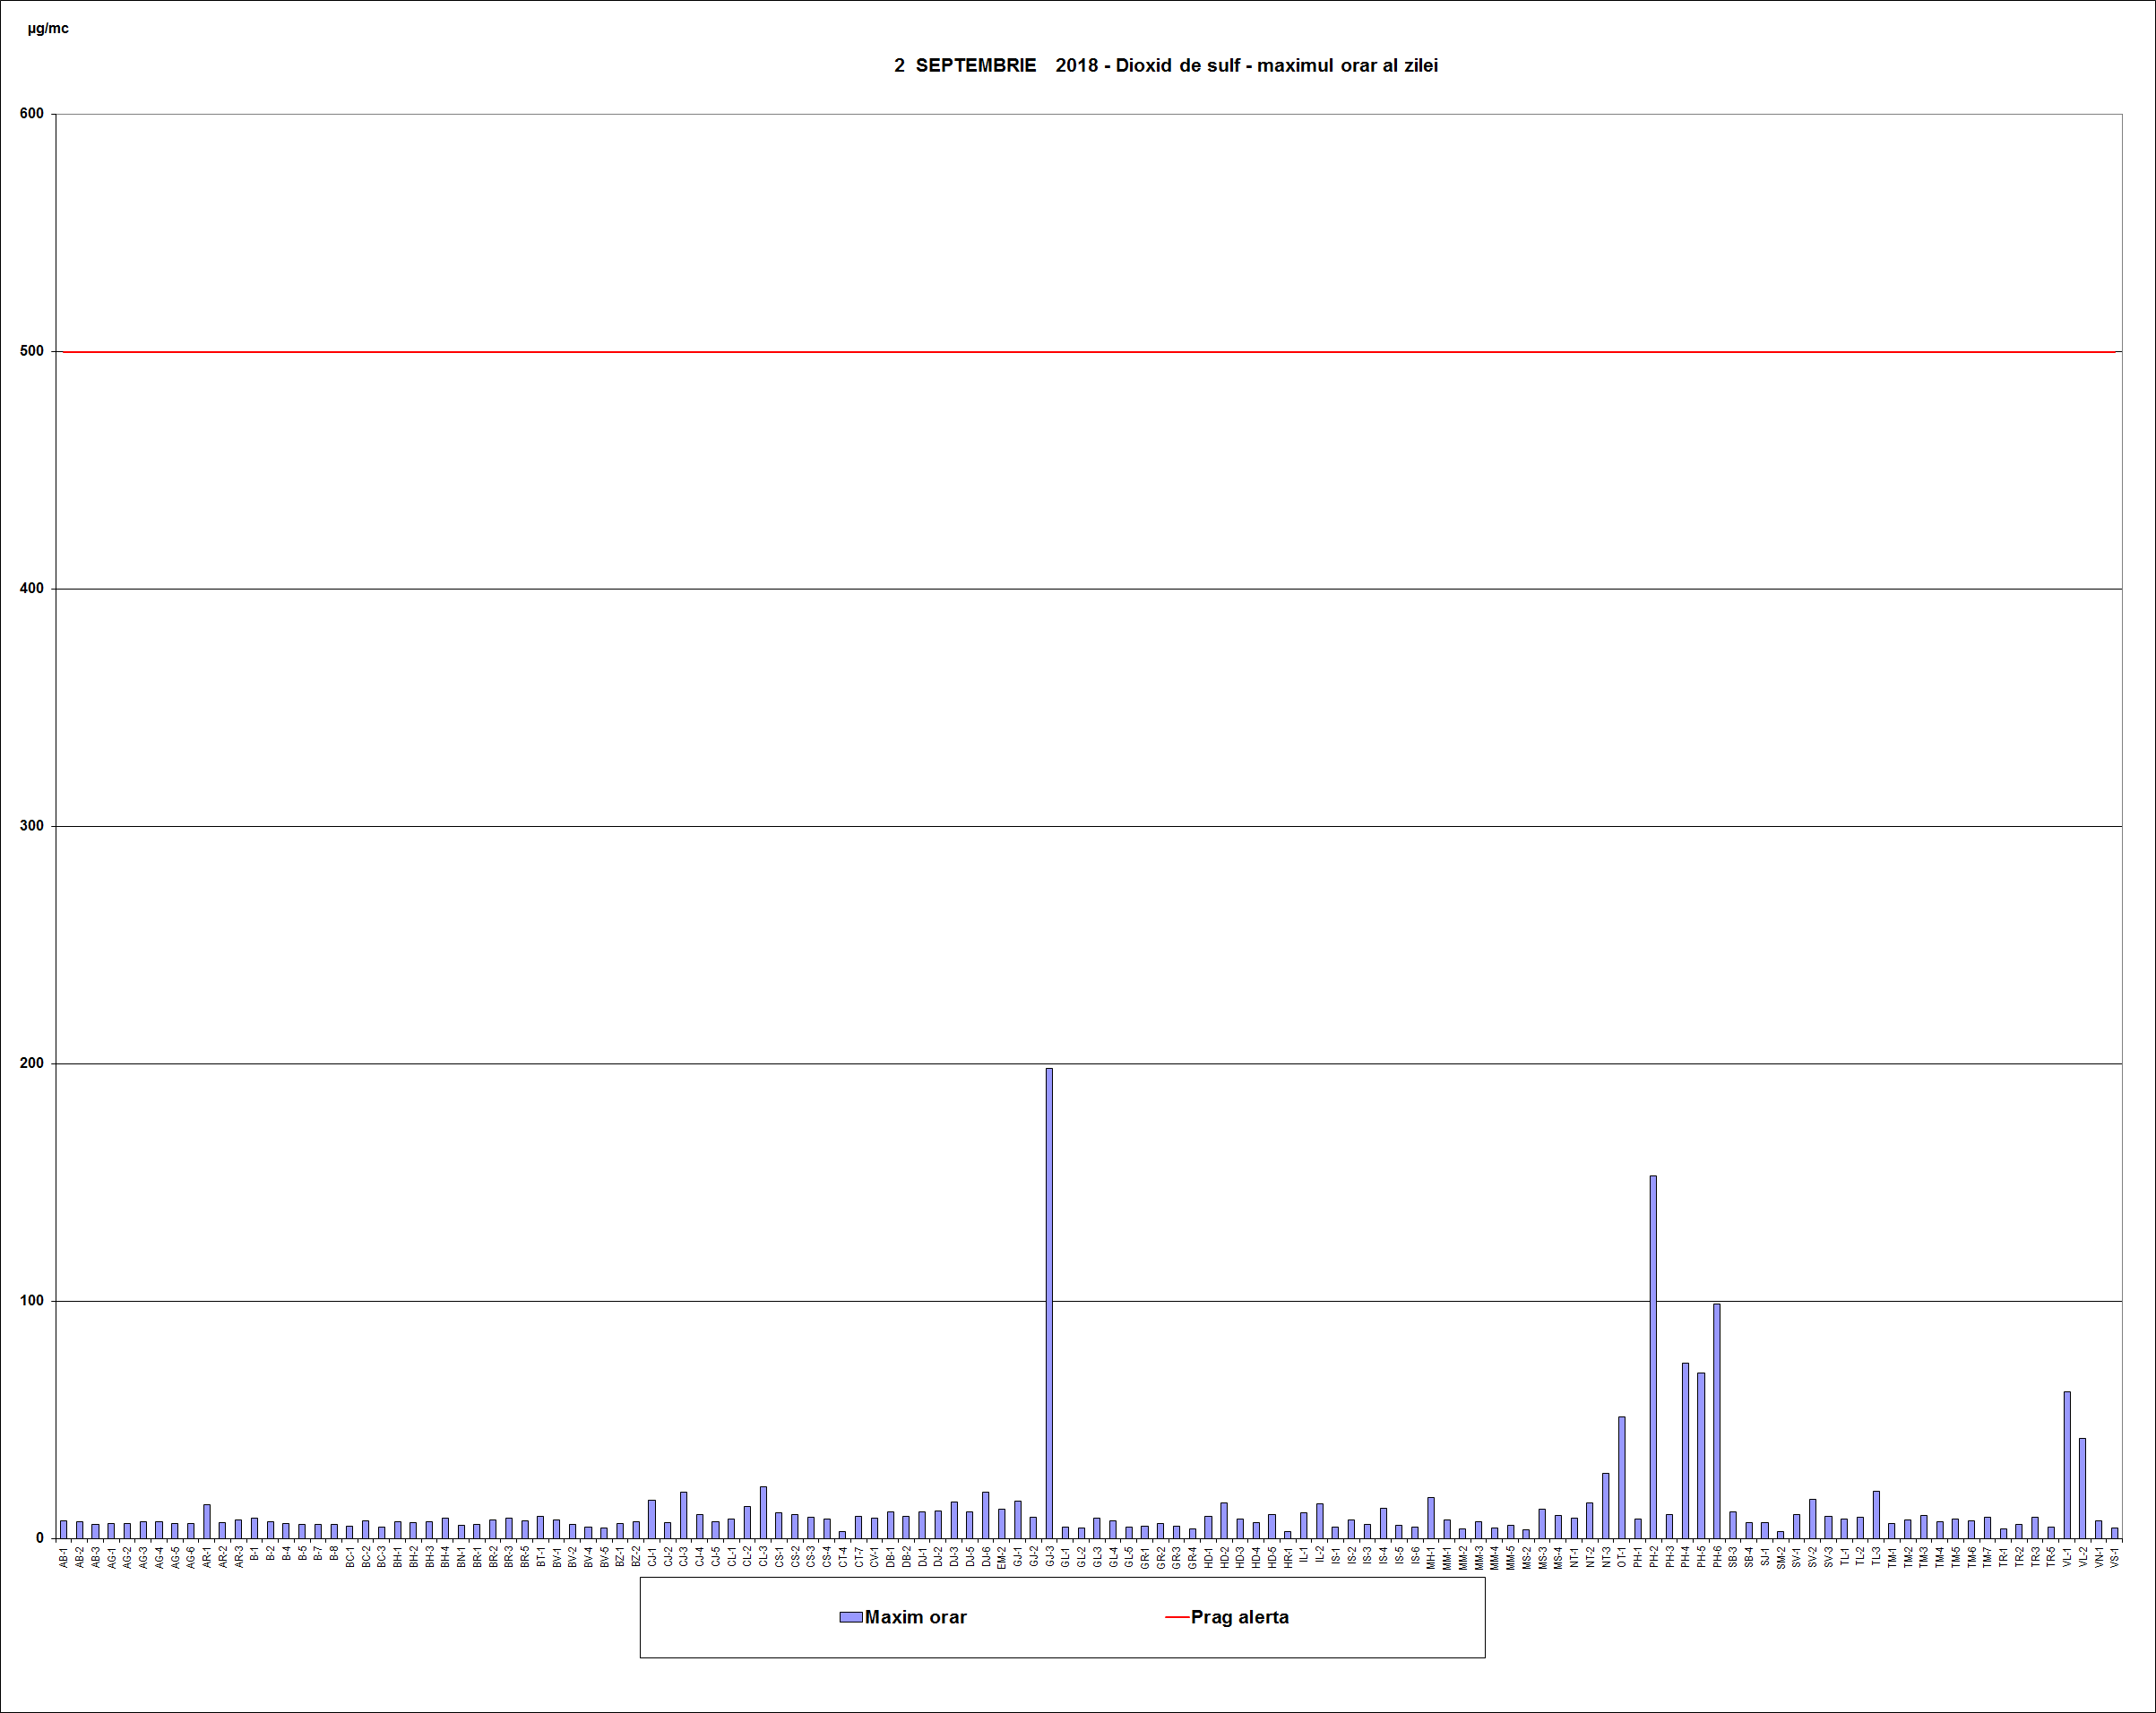 µg/mc
2 SEPTEMBRIE 2018 - Dioxid de sulf - maximul orar al zilei
600
500
400
300
200
100
0
AB-1 AB-2 AB-3 AG-1 AG-2 AG-3 AG-4 AG-5 AG-6 AR-1 AR-2 AR-3 B-1 B-2 B-4 B-5 B-7 B-8 BC-1 BC-2 BC-3 BH-1 BH-2 BH-3 BH-4 BN-1 BR-1 BR-2 BR-3 BR-5 BT-1 BV-1 BV-2 BV-4 BV-5 BZ-1 BZ-2 CJ-1 CJ-2 CJ-3 CJ-4 CJ-5 CL-1 CL-2 CL-3 CS-1 CS-2 CS-3 CS-4 CT-4 CT-7 CV-1 DB-1 DB-2 DJ-1 DJ-2 DJ-3 DJ-5 DJ-6 EM-2 GJ-1 GJ-2 GJ-3 GL-1 GL-2 GL-3 GL-4 GL-5 GR-1 GR-2 GR-3 GR-4 HD-1 HD-2 HD-3 HD-4 HD-5 HR-1 IL-1 IL-2 IS-1 IS-2 IS-3 IS-4 IS-5 IS-6 MH-1 MM-1 MM-2 MM-3 MM-4 MM-5 MS-2 MS-3 MS-4 NT-1 NT-2 NT-3 OT-1 PH-1 PH-2 PH-3 PH-4 PH-5 PH-6 SB-3 SB-4 SJ-1 SM-2 SV-1 SV-2 SV-3 TL-1 TL-2 TL-3 TM-1 TM-2 TM-3 TM-4 TM-5 TM-6 TM-7 TR-1 TR-2 TR-3 TR-5 VL-1 VL-2 VN-1 VS-1
Maxim orar Prag alerta